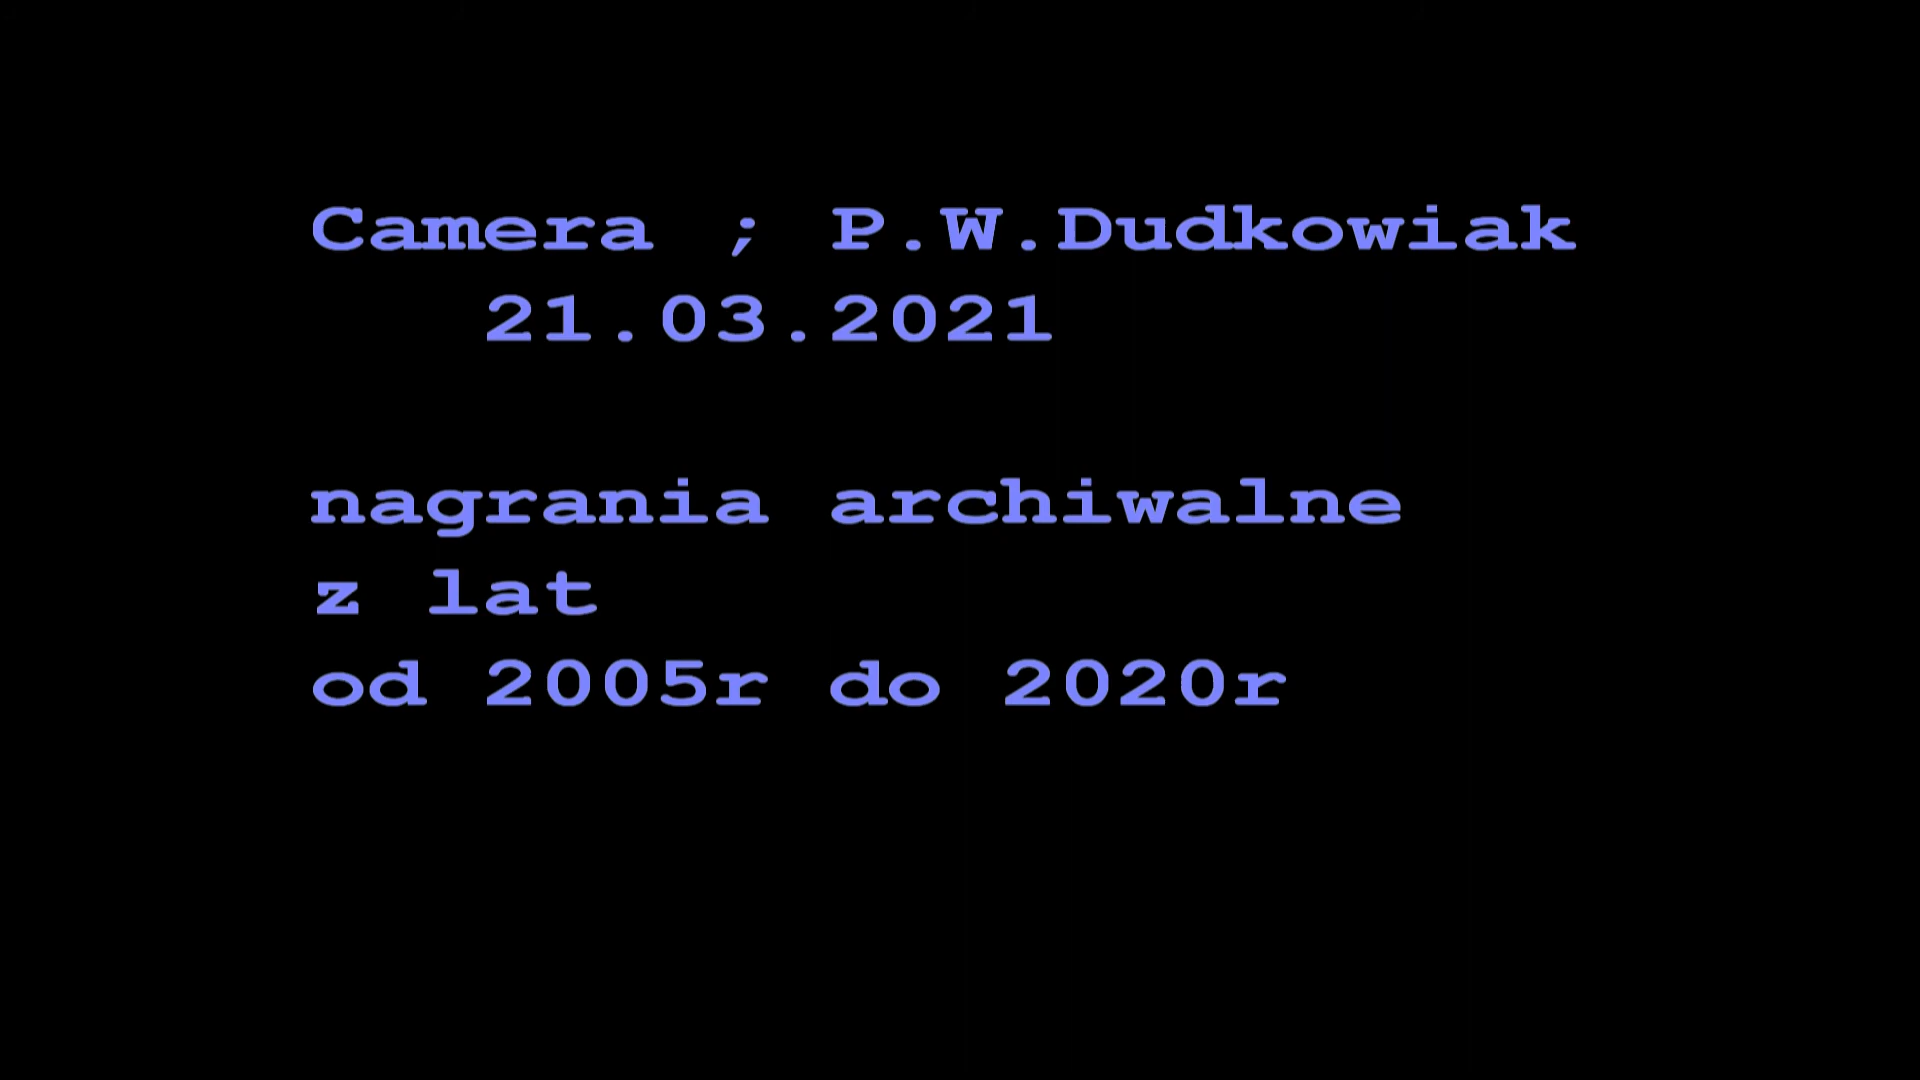 Camera ; P.W.Dudkowiak
21.03.2021
nagrania archiwalne
z lat
od 2005r do 2020r